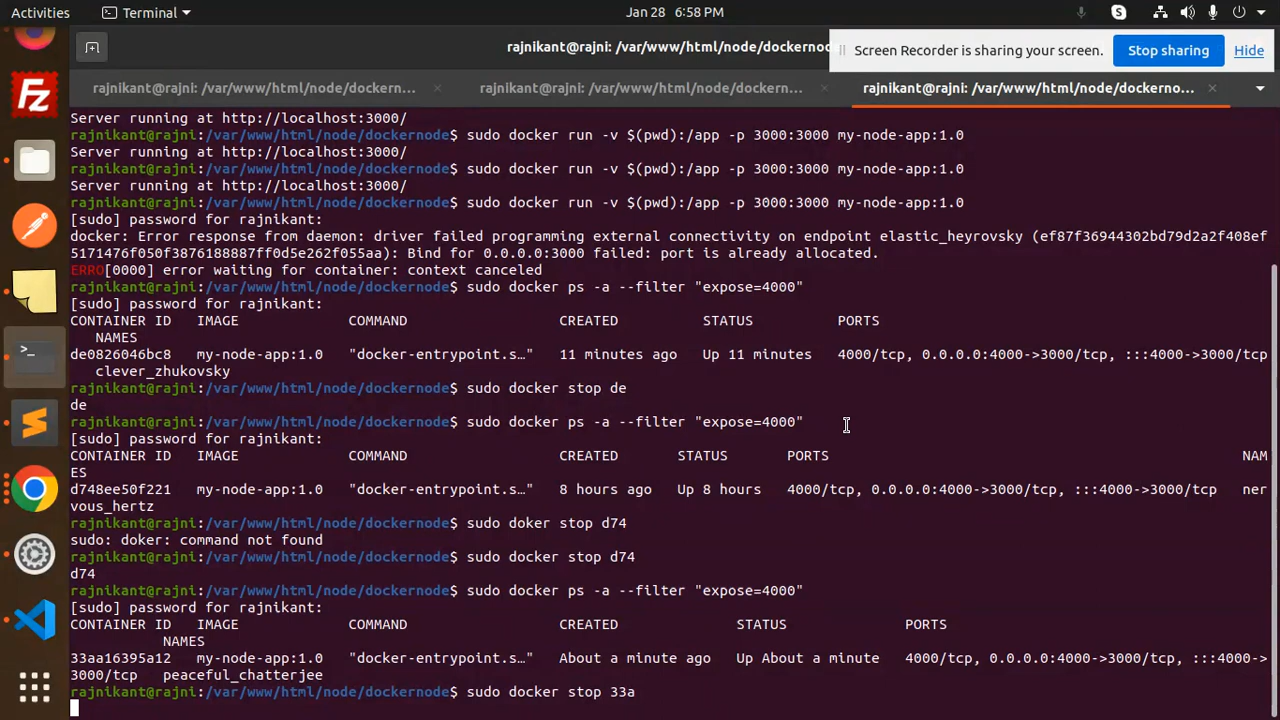 Activities
Terminal
Jan 28 6:58 PM
rajnikant@rajni: /var/www/html/node/dockerno
Screen Recorder is sharing your screen.
Stop sharing
Hide
rajnikant@rajni: /var/www/html/node/dockern...
rajnikant@rajni: /var/www/html/node/dockern...
rajnikant@rajni: /var/www/html/node/dockerno...
Server running at http://localhost:3000/
rajnikant@rajni:/var/www/html/node/dockernode$ sudo docker run -v $(pwd):/app -p 3000:3000 my-node-app:1.0
Server running at http://localhost:3000/
rajnikant@rajni:/var/www/html/node/dockernode$ sudo docker run -v $(pwd):/app -p 3000:3000 my-node-app:1.0
Server running at http://localhost:3000/
rajnikant@rajni:/var/www/html/node/dockernode$ sudo docker run -v $(pwd):/app -p 3000:3000 my-node-app:1.0
[sudo] password for rajnikant:
docker: Error response from daemon: driver failed programming external connectivity on endpoint elastic_heyrovsky (ef87f36944302bd79d2a2f408ef
5171476f050f3876188887ff0d5e262f055aa): Bind for 0.0.0.0:3000 failed: port is already allocated.
ERRO[0000] error waiting for container: context canceled
rajnikant@rajni:/var/www/html/node/dockernode$ sudo docker ps -a --filter "expose=4000"
[sudo] password for rajnikant:
CONTAINER ID IMAGE COMMAND CREATED STATUS PORTS
NAMES
de0826046bc8 my-node-app:1.0 "docker-entrypoint.s…" 11 minutes ago Up 11 minutes 4000/tcp, 0.0.0.0:4000->3000/tcp, :::4000->3000/tcp
clever_zhukovsky
rajnikant@rajni:/var/www/html/node/dockernode$ sudo docker stop de
de
rajnikant@rajni:/var/www/html/node/dockernode$ sudo docker ps -a --filter "expose=4000"
[sudo] password for rajnikant:
CONTAINER ID IMAGE COMMAND CREATED STATUS PORTS NAM
ES
d748ee50f221 my-node-app:1.0 "docker-entrypoint.s…" 8 hours ago Up 8 hours 4000/tcp, 0.0.0.0:4000->3000/tcp, :::4000->3000/tcp ner
vous_hertz
rajnikant@rajni:/var/www/html/node/dockernode$ sudo doker stop d74
sudo: doker: command not found
rajnikant@rajni:/var/www/html/node/dockernode$ sudo docker stop d74
d74
rajnikant@rajni:/var/www/html/node/dockernode$ sudo docker ps -a --filter "expose=4000"
[sudo] password for rajnikant:
CONTAINER ID IMAGE COMMAND CREATED STATUS PORTS
NAMES
33aa16395a12 my-node-app:1.0 "docker-entrypoint.s…" About a minute ago Up About a minute 4000/tcp, 0.0.0.0:4000->3000/tcp, :::4000->
3000/tcp peaceful_chatterjee
rajnikant@rajni:/var/www/html/node/dockernode$ sudo docker stop 33a